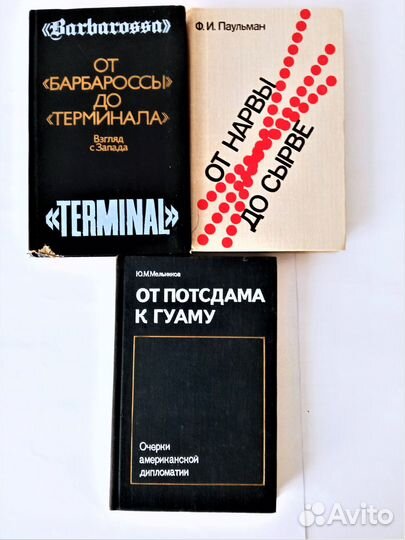 «Barbarossa»
ОТ
«БАРБАРОССЫ»
ДО
«ТЕРМИНАЛА»
Взгляд
с Запада
«TERMINAL»
Ф. И. Паульман
ОТ НАРВЫ
ДО СЫРВЕ
Ю.М.Мельников
ОТ ПОТСДАМА
К ГУАМУ
Очерки
американской
дипломатии
Avito